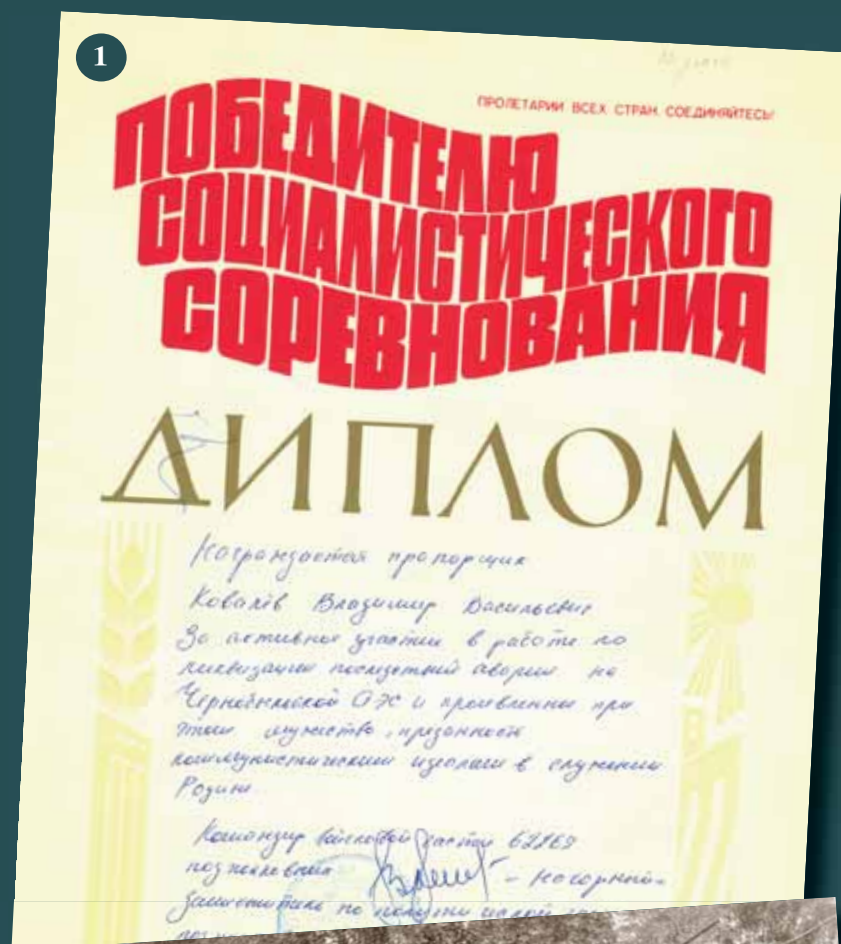 1
ПРОЛЕТАРИИ ВСЕХ СТРАН, СОЕДИНЯЙТЕСЬ!
ПОБЕДИТЕЛЮ
СОЦИАЛИСТИЧЕСКОГО
СОРЕВНОВАНИЯ
ДИПЛОМ
Награждается прапорщик
Ковалёв Владимир Васильевич
За активное участие в работе по
ликвидации последствий аварии на
Чернобыльской АЭС и проявленные при
этом мужество, преданность
коммунистическим идеалам в служении
Родине
Командир войсковой части
подполковник
заместитель по